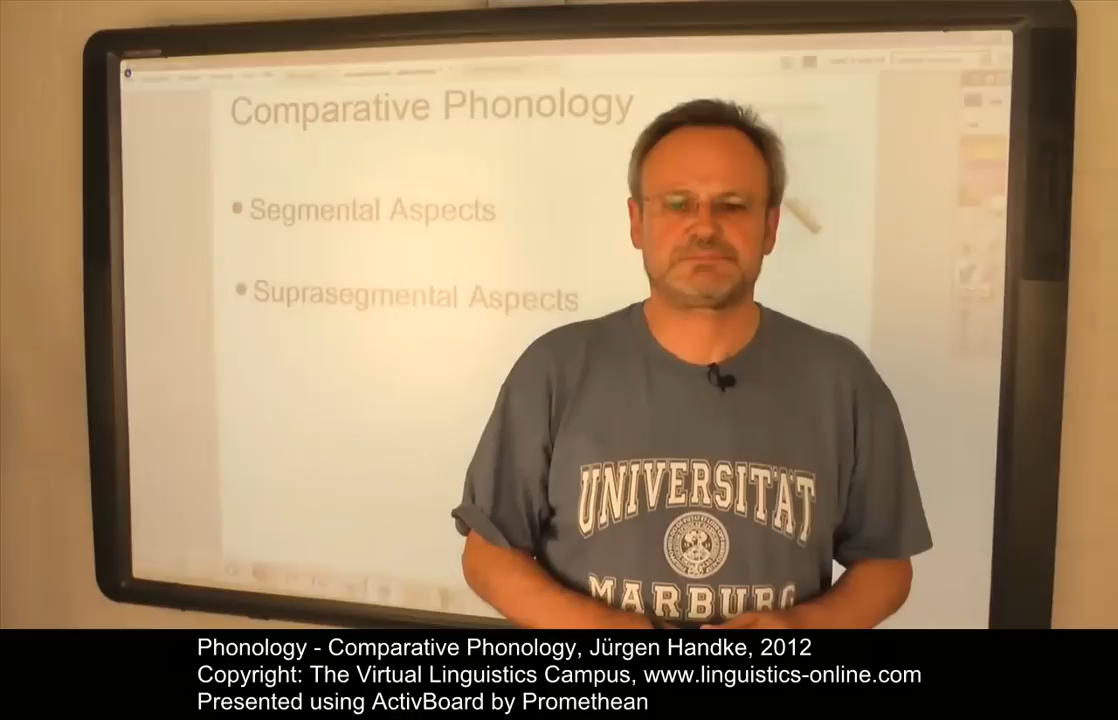 Comparative Phonology
• Segmental Aspects
• Suprasegmental Aspects
UNIVERSITÄT
MARBURG
Phonology - Comparative Phonology, Jürgen Handke, 2012
Copyright: The Virtual Linguistics Campus, www.linguistics-online.com
Presented using ActivBoard by Promethean